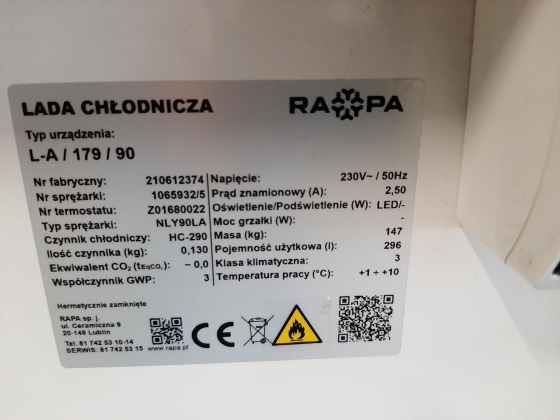 LADA CHŁODNICZA
RAPA
Typ urządzenia:
L-A / 179 / 90
Nr fabryczny: 210612374
Nr sprężarki: 1065932/5
Nr termostatu: Z01680022
Typ sprężarki: NLY90LA
Czynnik chłodniczy: HC-290
Ilość czynnika (kg): 0,130
Ekwiwalent CO₂ (tEqCO₂): ~ 0,0
Współczynnik GWP: 3
Napięcie: 230V~ / 50Hz
Prąd znamionowy (A): 2,50
Oświetlenie/Podświetlenie (W): LED/-
Moc grzałki (W): -
Masa (kg): 147
Pojemność użytkowa (l): 296
Klasa klimatyczna: 3
Temperatura pracy (°C): +1 ÷ +10
Hermetycznie zamknięte
RAPA sp. j.
ul. Ceramiczna 9
20-149 Lublin
Tel. 81 742 53 10-14
SERWIS: 81 742 53 15
www.rapa.pl
CE